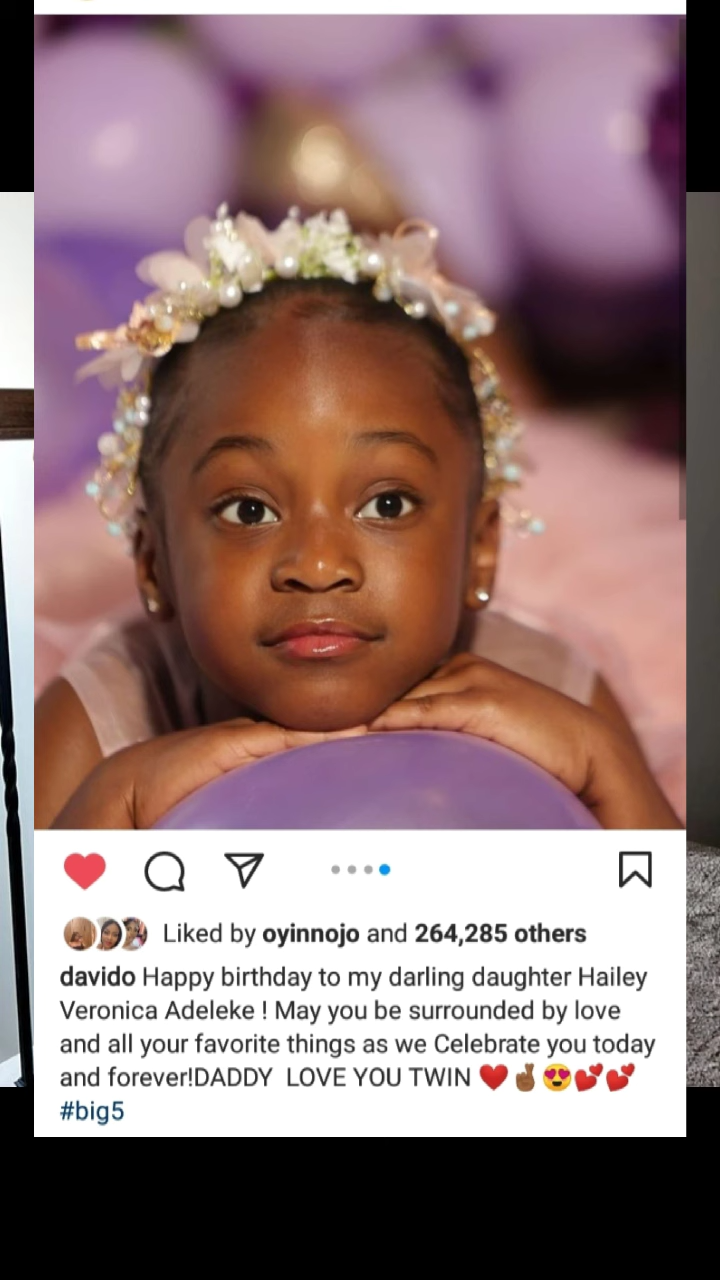 Liked by oyinnojo and 264,285 others
davido Happy birthday to my darling daughter Hailey
Veronica Adeleke ! May you be surrounded by love
and all your favorite things as we Celebrate you today
and forever!DADDY LOVE YOU TWIN ❤️✌🏾😍💕💕
#big5